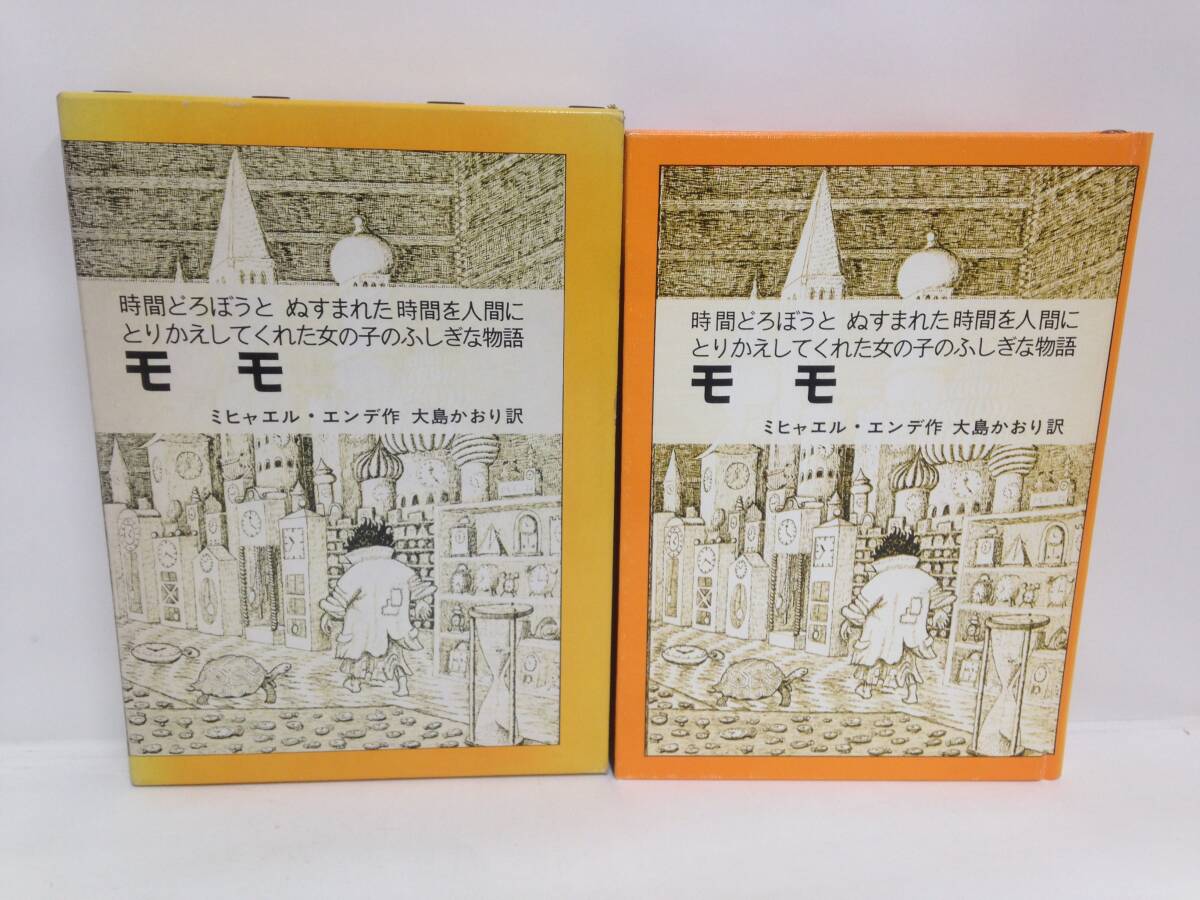 時間どろぼうと ぬすまれた時間を人間に
とりかえしてくれた女の子のふしぎな物語
モモ
ミヒャエル・エンデ作 大島かおり訳
時間どろぼうと ぬすまれた時間を人間に
とりかえしてくれた女の子のふしぎな物語
モモ
ミヒャエル・エンデ作 大島かおり訳